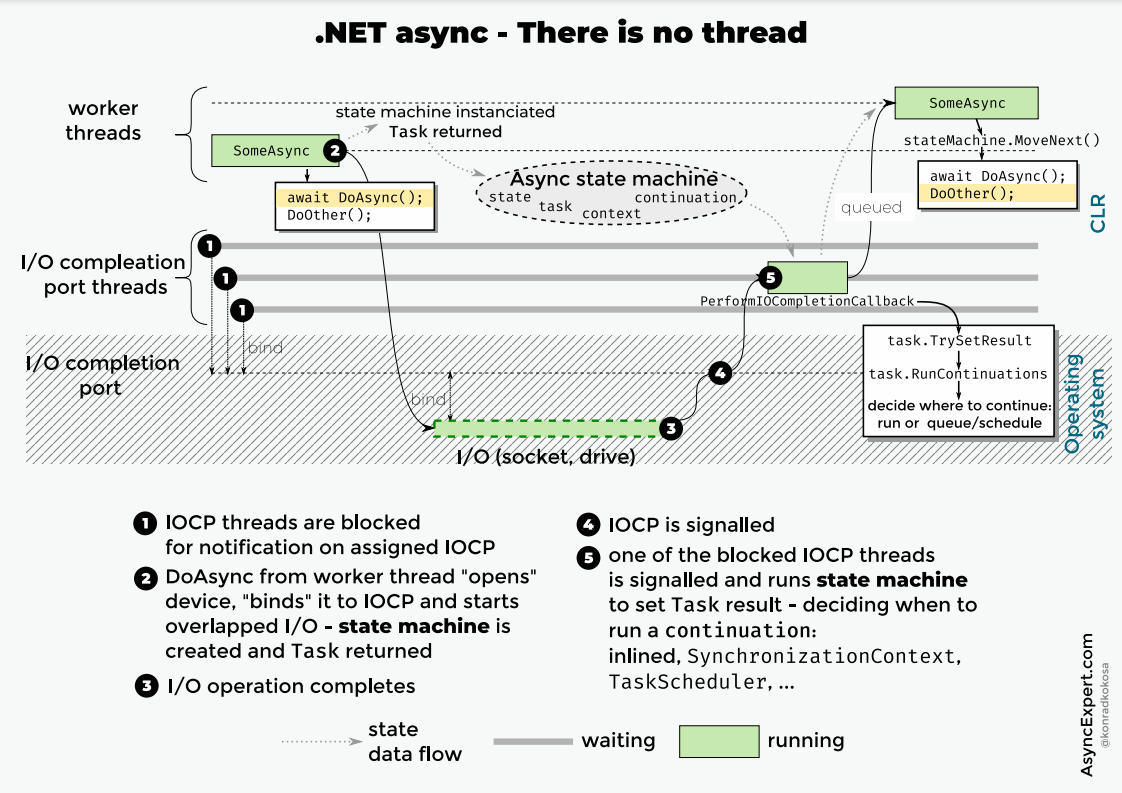 .NET async - There is no thread
worker
threads
state machine instanciated
Task returned
SomeAsync
2
await DoAsync();
DoOther();
Async state machine
state
task
context
continuation
queued
SomeAsync
stateMachine.MoveNext()
await DoAsync();
DoOther();
CLR
I/O compleation
port threads
1
1
1
bind
5
PerformIOCompletionCallback
I/O completion
port
bind
4
3
I/O (socket, drive)
task.TrySetResult
task.RunContinuations
decide where to continue:
run or queue/schedule
Operating
system
1 IOCP threads are blocked
for notification on assigned IOCP
2 DoAsync from worker thread "opens"
device, "binds" it to IOCP and starts
overlapped I/O - state machine is
created and Task returned
3 I/O operation completes
4 IOCP is signalled
5 one of the blocked IOCP threads
is signalled and runs state machine
to set Task result - deciding when to
run a continuation:
inlined, SynchronizationContext,
TaskScheduler, ...
state
data flow
waiting
running
AsyncExpert.com
@konradkokosa